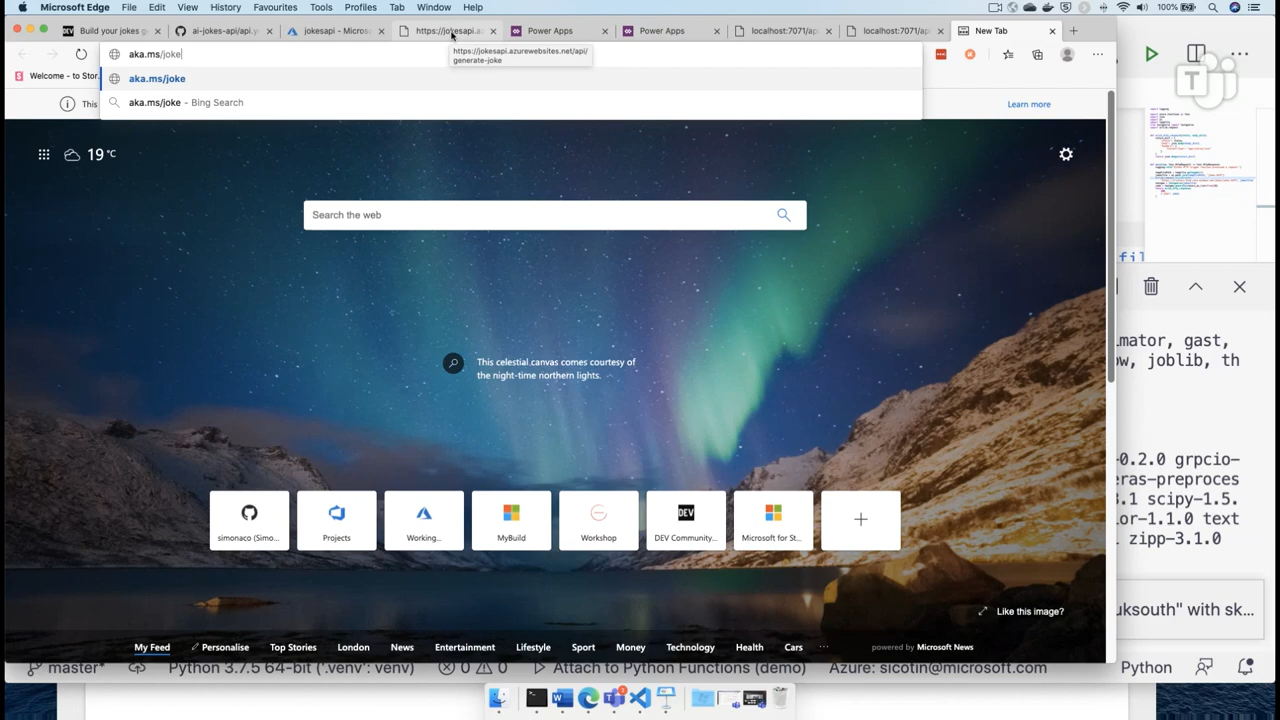 Microsoft Edge File Edit View History Favourites Tools Profiles Tab Window Help 100%
Build your jokes g
ai-jokes-api/api.y
jokesapi - Micros
https://jokesapi.a
Power Apps
Power Apps
localhost:7071/ap
localhost:7071/ap
New Tab
aka.ms/joke
https://jokesapi.azurewebsites.net/api/
generate-joke
Welcome - to Stor.
aka.ms/joke
aka.ms/joke - Bing Search
This
Learn more
T
19 °C
Search the web
fil
This celestial canvas comes courtesy of
the night-time northern lights.
mator, gast,
ow, joblib, th
-0.2.0 grpcio-
eras-preproces
.1 scipy-1.5.
or-1.1.0 text
zipp-3.1.0
simonaco (Simo...
Projects
Working...
MyBuild
Workshop
DEV
DEV Community...
Microsoft for St...
Like this image?
uksouth" with sk...
My Feed Personalise Top Stories London News Entertainment Lifestyle Sport Money Technology Health Cars ... powered by Microsoft News
master* Python 3.7.5 64-bit ('.venv': venv) 0 0 Attach to Python Functions (demo) Azure: sicotin@microsoft.com Python